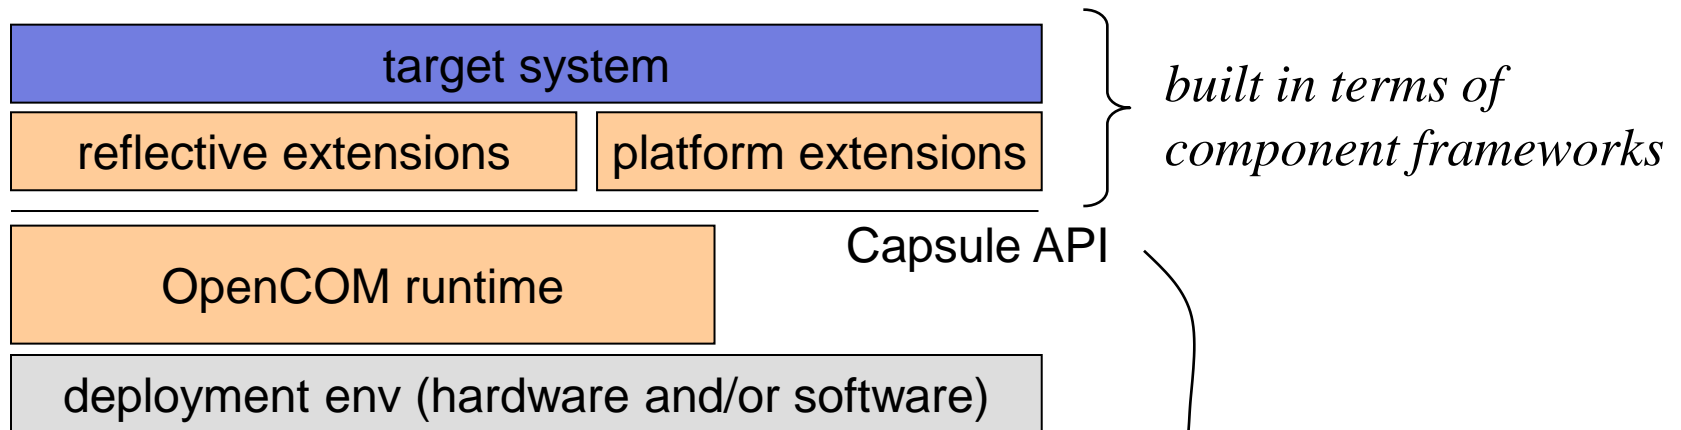 target system
built in terms of
component frameworks
reflective extensions
platform extensions
Capsule API
OpenCOM runtime
deployment env (hardware and/or software)